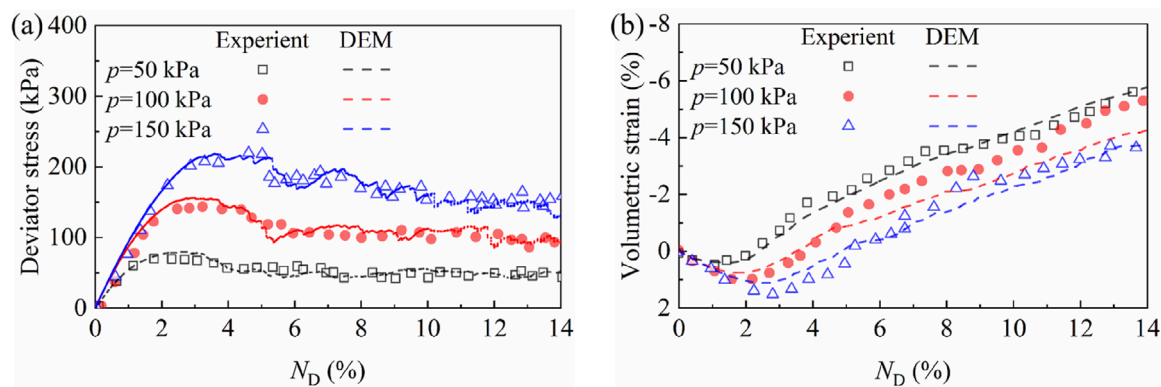 (a)
400
300
200
100
0
Deviator stress (kPa)
Experient DEM
p=50 kPa
p=100 kPa
p=150 kPa
0 2 4 6 8 10 12 14
N_D (%)
(b)
-8
-6
-4
-2
0
2
Volumetric strain (%)
Experient DEM
p=50 kPa
p=100 kPa
p=150 kPa
0 2 4 6 8 10 12 14
N_D (%)